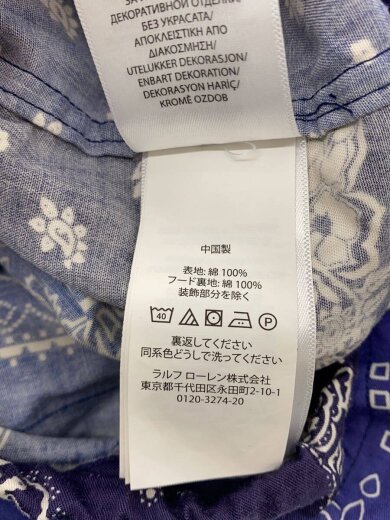 ДЕКОРАТИВНОЙ ОТДЕЛКИ/
БЕЗ УКРАСАТА/
ΑΠΟΚΛΕΙΣΤΙΚΗ ΑΠΟ
ΔΙΑΚΟΣΜΗΣΗ/
UTELUKKER DEKORASJON/
ENBART DEKORATION/
DEKORASYON HARİÇ/
KROMĚ OZDOB
中国製
表地: 綿 100%
フード裏地: 綿 100%
装飾部分を除く
40 P
裏返してください
同系色どうしで洗ってください
ラルフ ローレン株式会社
東京都千代田区永田町2-10-1
0120-3274-20